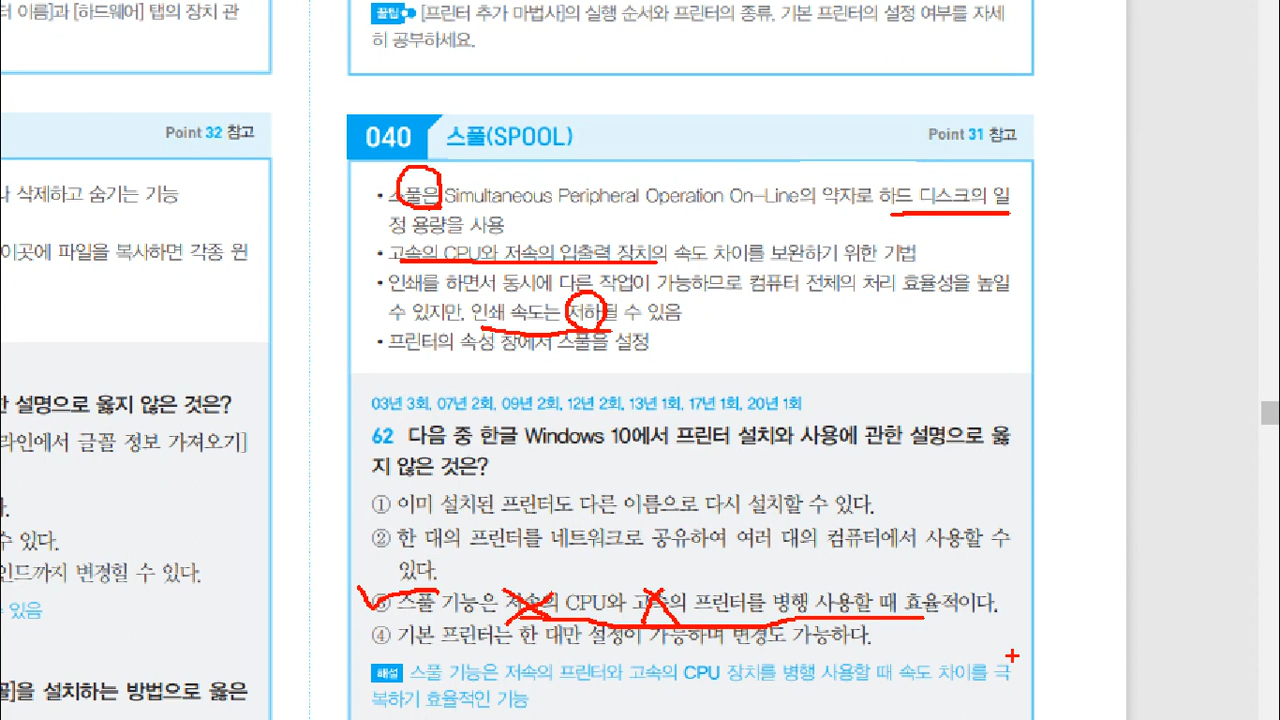 터 이름]과 [하드웨어] 탭의 장치 관
Point 32 참고
나 삭제하고 숨기는 기능
이곳에 파일을 복사하면 각종 윈
한 설명으로 옳지 않은 것은?
라인에서 글꼴 정보 가져오기]
수 있다.
인드까지 변경할 수 있다.
수 있음
꼴]을 설치하는 방법으로 옳은
꿀팁 [프린터 추가 마법사]의 실행 순서와 프린터의 종류, 기본 프린터의 설정 여부를 자세
히 공부하세요.
040 스풀(SPOOL) Point 31 참고
• 스풀은 Simultaneous Peripheral Operation On-Line의 약자로 하드 디스크의 일
정 용량을 사용
• 고속의 CPU와 저속의 입출력 장치의 속도 차이를 보완하기 위한 기법
• 인쇄를 하면서 동시에 다른 작업이 가능하므로 컴퓨터 전체의 처리 효율성을 높일
수 있지만, 인쇄 속도는 저하될 수 있음
• 프린터의 속성 창에서 스풀을 설정
03년 3회, 07년 2회, 09년 2회, 12년 2회, 13년 1회, 17년 1회, 20년 1회
62 다음 중 한글 Windows 10에서 프린터 설치와 사용에 관한 설명으로 옳
지 않은 것은?
① 이미 설치된 프린터도 다른 이름으로 다시 설치할 수 있다.
② 한 대의 프린터를 네트워크로 공유하여 여러 대의 컴퓨터에서 사용할 수
있다.
③ 스풀 기능은 저속의 CPU와 고속의 프린터를 병행 사용할 때 효율적이다.
④ 기본 프린터는 한 대만 설정이 가능하며 변경도 가능하다.
해설 스풀 기능은 저속의 프린터와 고속의 CPU 장치를 병행 사용할 때 속도 차이를 극
복하기 효율적인 기능